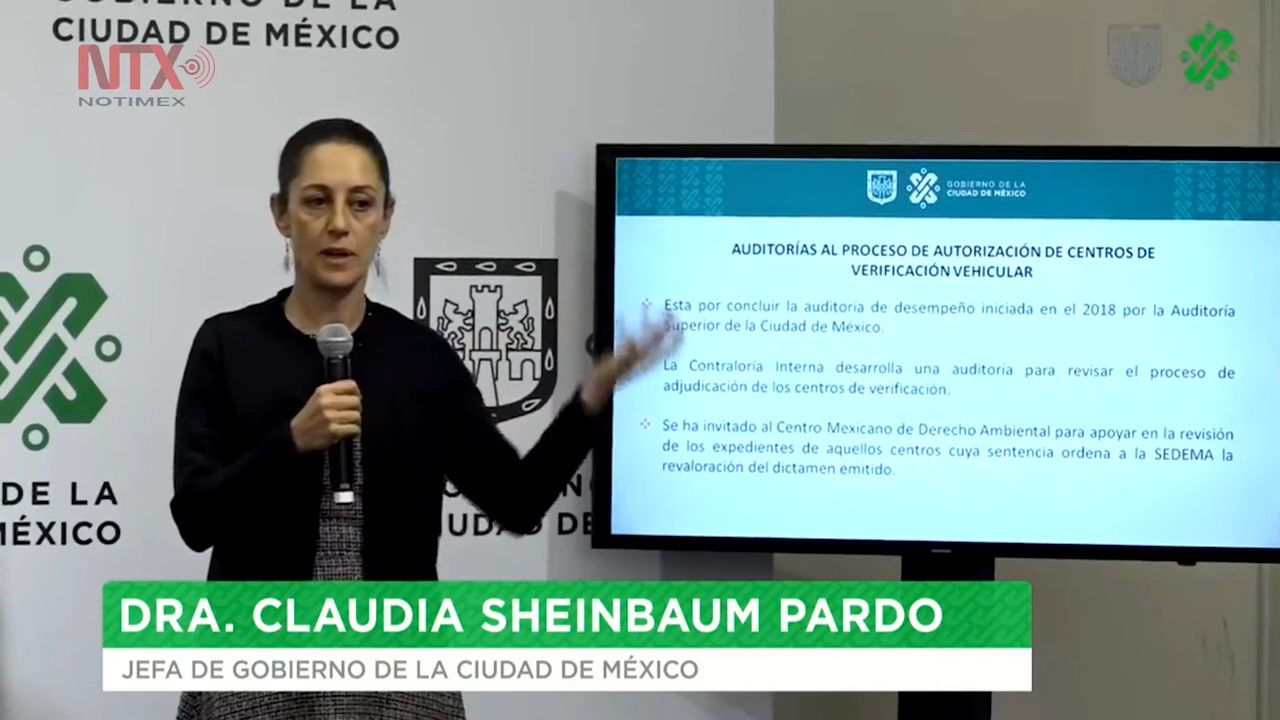 GOBIERNO DE LA
CIUDAD DE MÉXICO
NTX
NOTIMEX
GOBIERNO DE LA
CIUDAD DE MÉXICO
AUDITORÍAS AL PROCESO DE AUTORIZACIÓN DE CENTROS DE
VERIFICACIÓN VEHICULAR
Esta por concluir la auditoria de desempeño iniciada en el 2018 por la Auditoría
Superior de la Ciudad de México.
La Contraloría Interna desarrolla una auditoría para revisar el proceso de
adjudicación de los centros de verificación.
Se ha invitado al Centro Mexicano de Derecho Ambiental para apoyar en la revisión
de los expedientes de aquellos centros cuya sentencia ordena a la SEDEMA la
revaloración del dictamen emitido.
DE LA
MÉXICO
CIUDAD DE
DRA. CLAUDIA SHEINBAUM PARDO
JEFA DE GOBIERNO DE LA CIUDAD DE MÉXICO